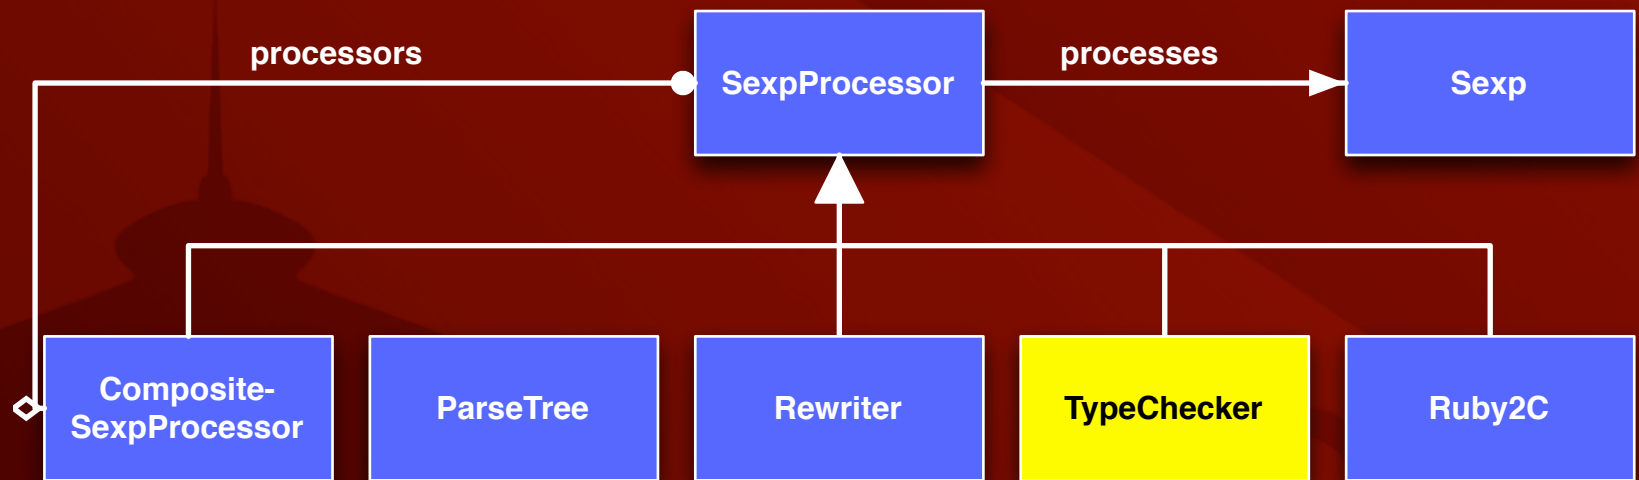 processors
SexpProcessor
processes
Sexp
Composite-
SexpProcessor
ParseTree
Rewriter
TypeChecker
Ruby2C